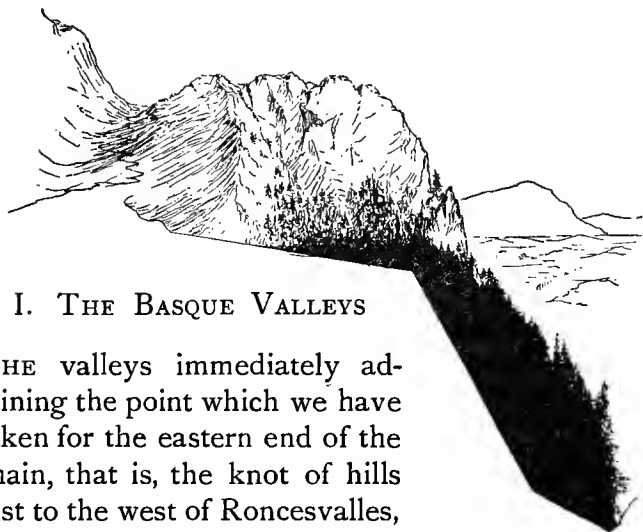 I. The Basque Valleys
HE valleys immediately ad-
ining the point which we have
ken for the eastern end of the
ain, that is, the knot of hills
st to the west of Roncesvalles,